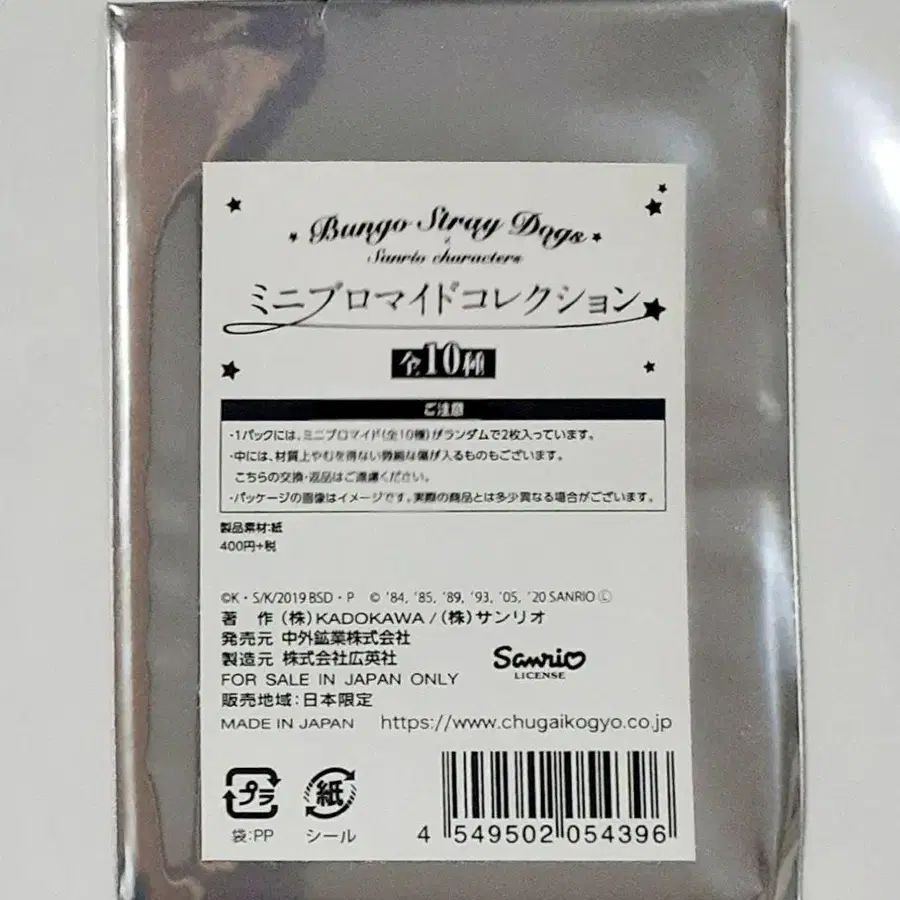 Bungo Stray Dogs
×
Sanrio characters
ミニブロマイドコレクション
全10種
ご注意
・1パックには、ミニブロマイド(全10種)がランダムで2枚入っています。
・中には、材質上やむを得ない微細な傷が入るものもございます。
こちらの交換・返品はご遠慮ください。
・パッケージの画像はイメージです。実際の商品とは多少異なる場合がございます。
製品素材:紙
400円+税
©K・S/K/2019 BSD・P © '84, '85, '89, '93, '05, '20 SANRIO Ⓛ
著 作 (株)KADOKAWA / (株)サンリオ
発売元 中外鉱業株式会社
製造元 株式会社広英社
Sanrio
LICENSE
FOR SALE IN JAPAN ONLY
販売地域:日本限定
MADE IN JAPAN https://www.chugaikogyo.co.jp
プラ
紙
袋:PP
シール
4 549502 054396